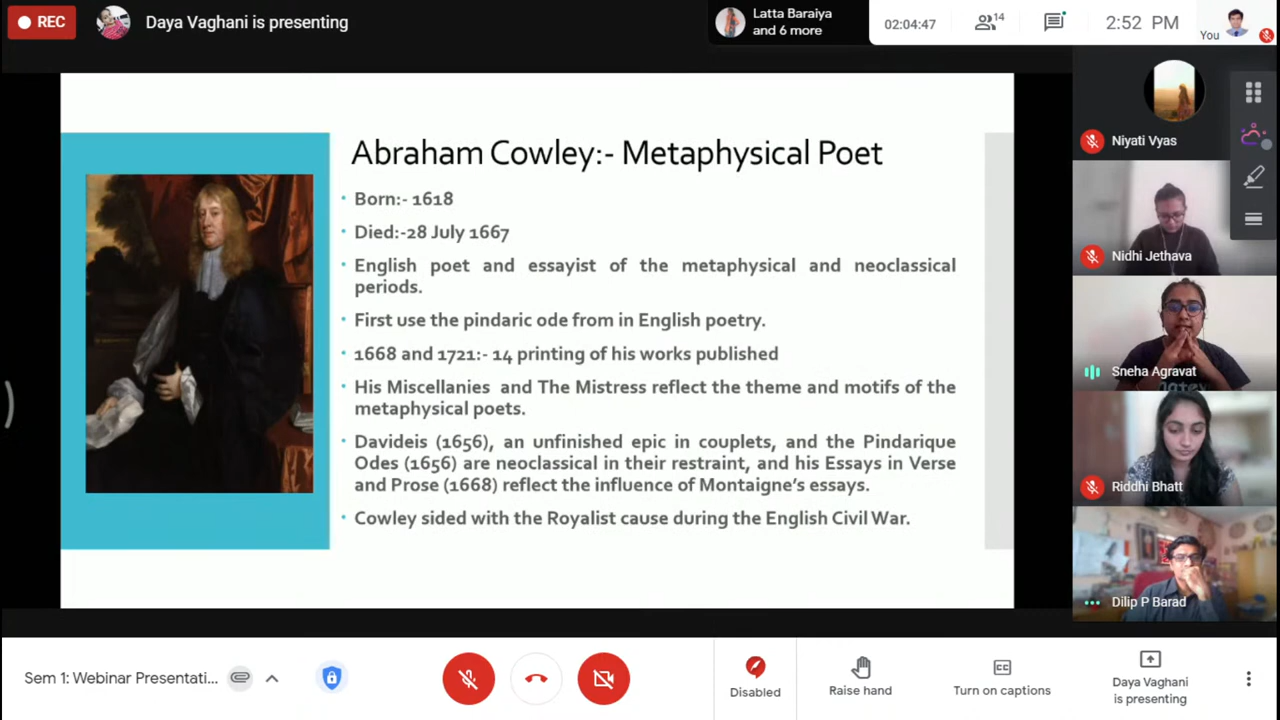 REC
Daya Vaghani is presenting
Latta Baraiya
and 6 more
02:04:47
14
2:52 PM
You
Abraham Cowley:- Metaphysical Poet
• Born:- 1618
• Died:-28 July 1667
• English poet and essayist of the metaphysical and neoclassical
periods.
• First use the pindaric ode from in English poetry.
• 1668 and 1721:- 14 printing of his works published
• His Miscellanies and The Mistress reflect the theme and motifs of the
metaphysical poets.
• Davideis (1656), an unfinished epic in couplets, and the Pindarique
Odes (1656) are neoclassical in their restraint, and his Essays in Verse
and Prose (1668) reflect the influence of Montaigne's essays.
• Cowley sided with the Royalist cause during the English Civil War.
Niyati Vyas
Nidhi Jethava
Sneha Agravat
Riddhi Bhatt
Dilip P Barad
Sem 1: Webinar Presentati...
Disabled
Raise hand
CC
Turn on captions
Daya Vaghani
is presenting